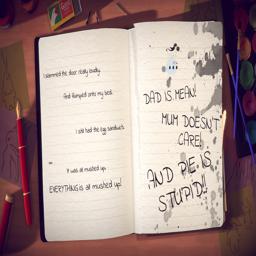 I slammed the door really loudly.
And flumped onto my bed.
I still had the egg sandwich.
It was all mushed up.
EVERYTHING is all mushed up!
DAD IS MEAN!
MUM DOESN'T
CARE!
AND PIE IS
STUPID!!